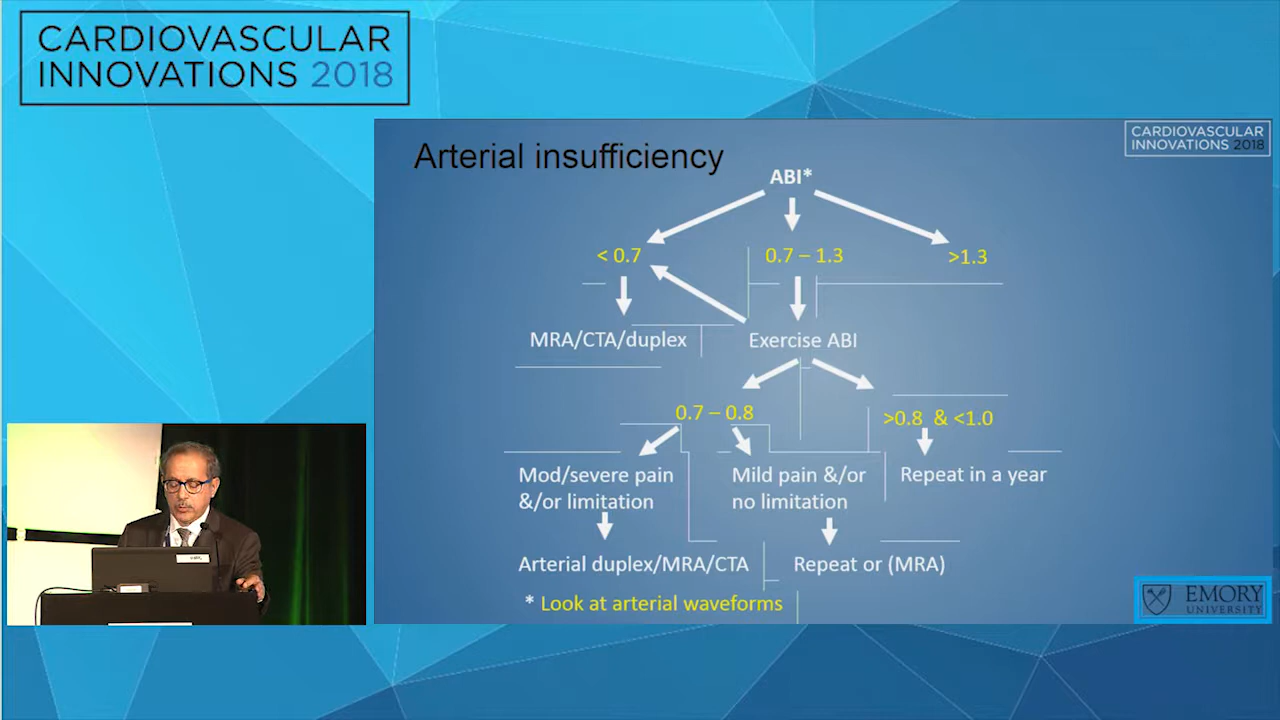 CARDIOVASCULAR
INNOVATIONS 2018
CARDIOVASCULAR
INNOVATIONS 2018
Arterial insufficiency
ABI*
< 0.7
0.7 – 1.3
>1.3
MRA/CTA/duplex
Exercise ABI
0.7 – 0.8
>0.8 & <1.0
Mod/severe pain
&/or limitation
Mild pain &/or
no limitation
Repeat in a year
Arterial duplex/MRA/CTA
Repeat or (MRA)
* Look at arterial waveforms
EMORY
UNIVERSITY